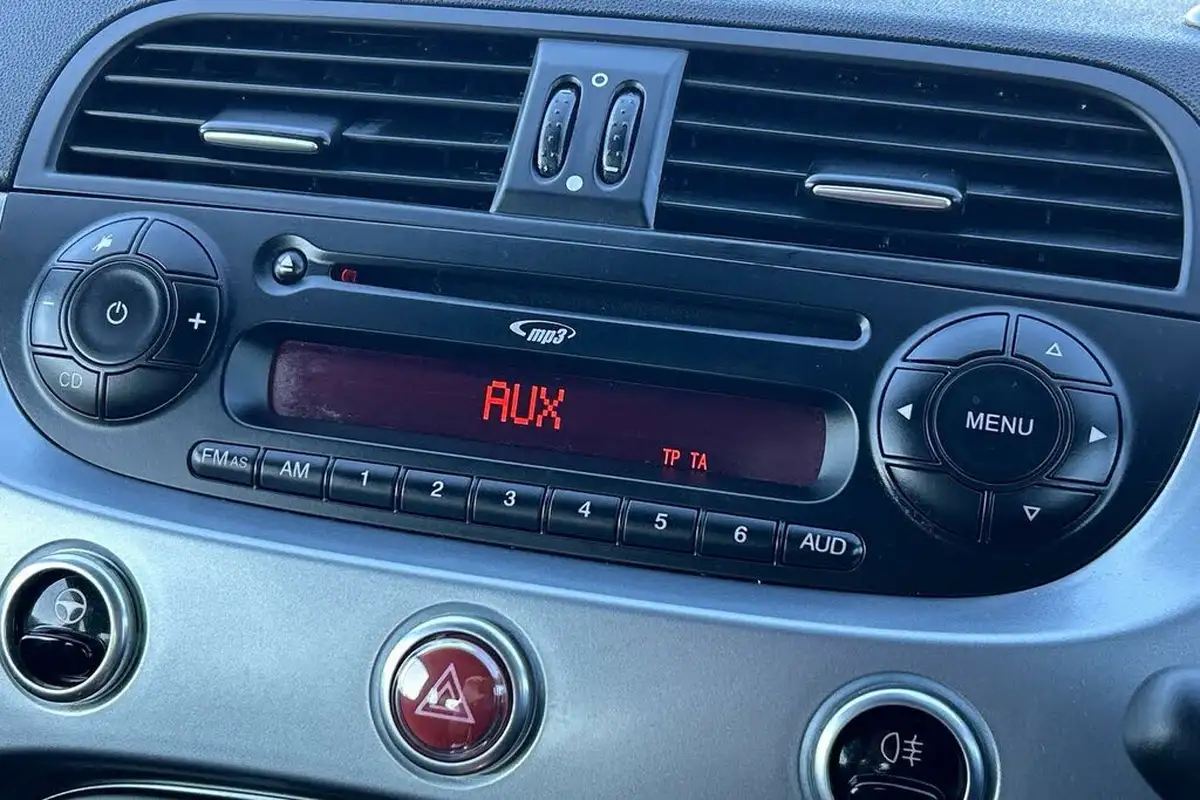 mp3
AUX
TP TA
CD
MENU
FM AS AM 1 2 3 4 5 6 AUD